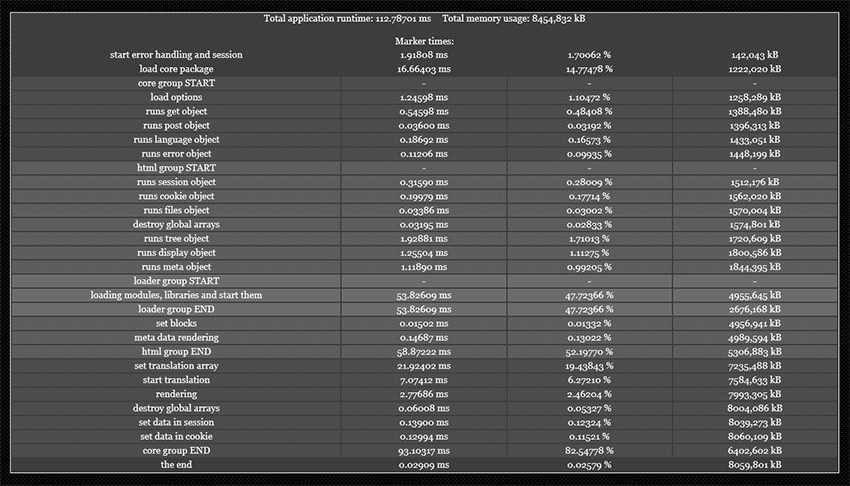 Total application runtime: 112.78701 ms Total memory usage: 8454,832 kB
Marker times:
start error handling and session 1.91808 ms 1.70062 % 142,043 kB
load core package 16.66403 ms 14.77478 % 1222,020 kB
core group START - - -
load options 1.24598 ms 1.10472 % 1258,289 kB
runs get object 0.54598 ms 0.48408 % 1388,480 kB
runs post object 0.03600 ms 0.03192 % 1396,313 kB
runs language object 0.18692 ms 0.16573 % 1433,051 kB
runs error object 0.11206 ms 0.09935 % 1448,199 kB
html group START - - -
runs session object 0.31590 ms 0.28009 % 1512,176 kB
runs cookie object 0.19979 ms 0.17714 % 1562,020 kB
runs files object 0.03386 ms 0.03002 % 1570,004 kB
destroy global arrays 0.03195 ms 0.02833 % 1574,801 kB
runs tree object 1.92881 ms 1.71013 % 1720,609 kB
runs display object 1.25504 ms 1.11275 % 1800,586 kB
runs meta object 1.11890 ms 0.99205 % 1844,395 kB
loader group START - - -
loading modules, libraries and start them 53.82609 ms 47.72366 % 4955,645 kB
loader group END 53.82609 ms 47.72366 % 2676,168 kB
set blocks 0.01502 ms 0.01332 % 4956,941 kB
meta data rendering 0.14687 ms 0.13022 % 4989,594 kB
html group END 58.87222 ms 52.19770 % 5306,883 kB
set translation array 21.92402 ms 19.43843 % 7235,488 kB
start translation 7.07412 ms 6.27210 % 7584,633 kB
rendering 2.77686 ms 2.46204 % 7993,305 kB
destroy global arrays 0.06008 ms 0.05327 % 8004,086 kB
set data in session 0.13900 ms 0.12324 % 8039,273 kB
set data in cookie 0.12994 ms 0.11521 % 8060,109 kB
core group END 93.10317 ms 82.54778 % 6402,602 kB
the end 0.02909 ms 0.02579 % 8059,801 kB